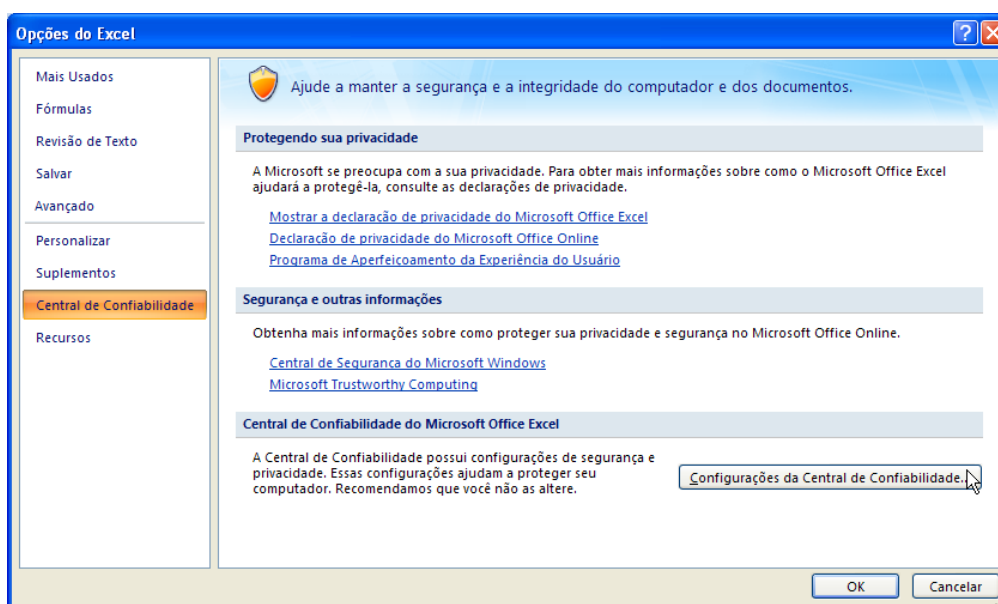 Opções do Excel
Mais Usados
Fórmulas
Revisão de Texto
Salvar
Avançado
Personalizar
Suplementos
Central de Confiabilidade
Recursos
Ajude a manter a segurança e a integridade do computador e dos documentos.
Protegendo sua privacidade
A Microsoft se preocupa com a sua privacidade. Para obter mais informações sobre como o Microsoft Office Excel
ajudará a protegê-la, consulte as declarações de privacidade.
Mostrar a declaração de privacidade do Microsoft Office Excel
Declaração de privacidade do Microsoft Office Online
Programa de Aperfeiçoamento da Experiência do Usuário
Segurança e outras informações
Obtenha mais informações sobre como proteger sua privacidade e segurança no Microsoft Office Online.
Central de Segurança do Microsoft Windows
Microsoft Trustworthy Computing
Central de Confiabilidade do Microsoft Office Excel
A Central de Confiabilidade possui configurações de segurança e
privacidade. Essas configurações ajudam a proteger seu
computador. Recomendamos que você não as altere.
Configurações da Central de Confiabilidade...
OK
Cancelar